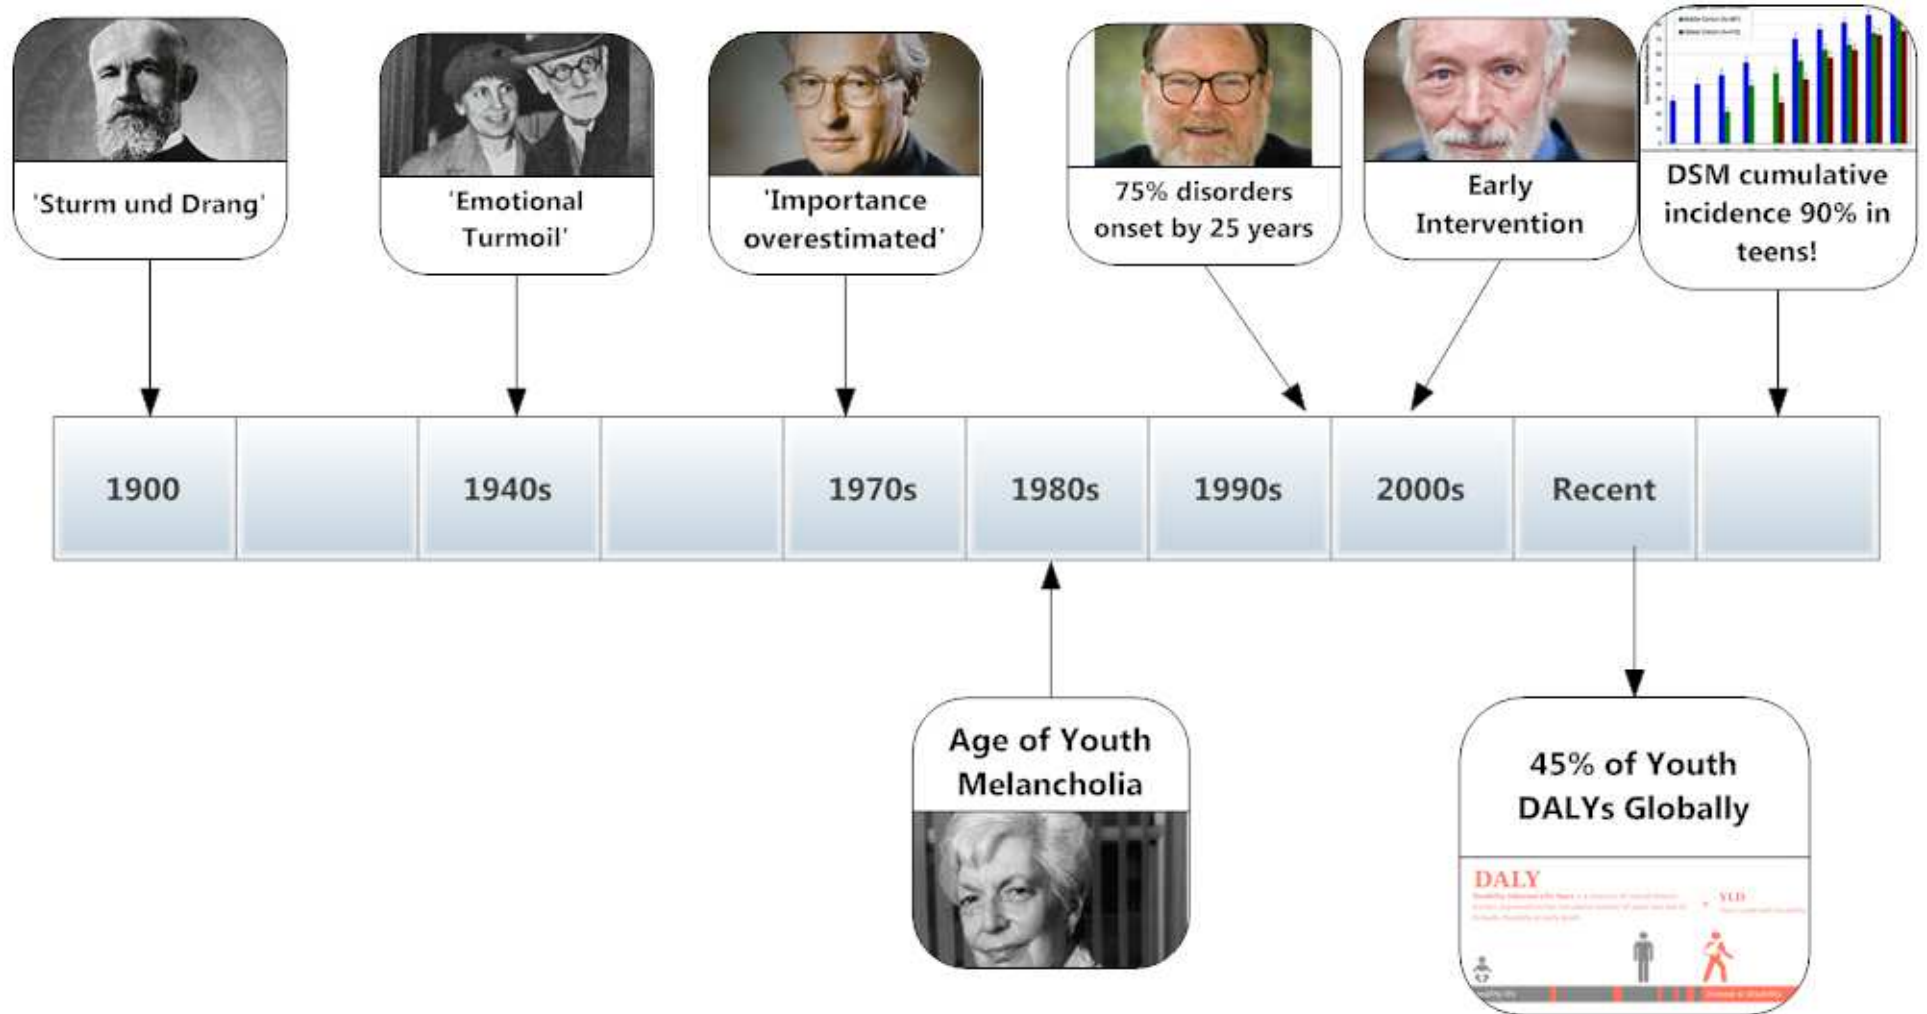 'Sturm und Drang'
'Emotional
Turmoil'
'Importance
overestimated'
75% disorders
onset by 25 years
Early
Intervention
DSM cumulative
incidence 90% in
teens!
1900
1940s
1970s
1980s
1990s
2000s
Recent
Age of Youth
Melancholia
45% of Youth
DALYs Globally
DALY
YLD